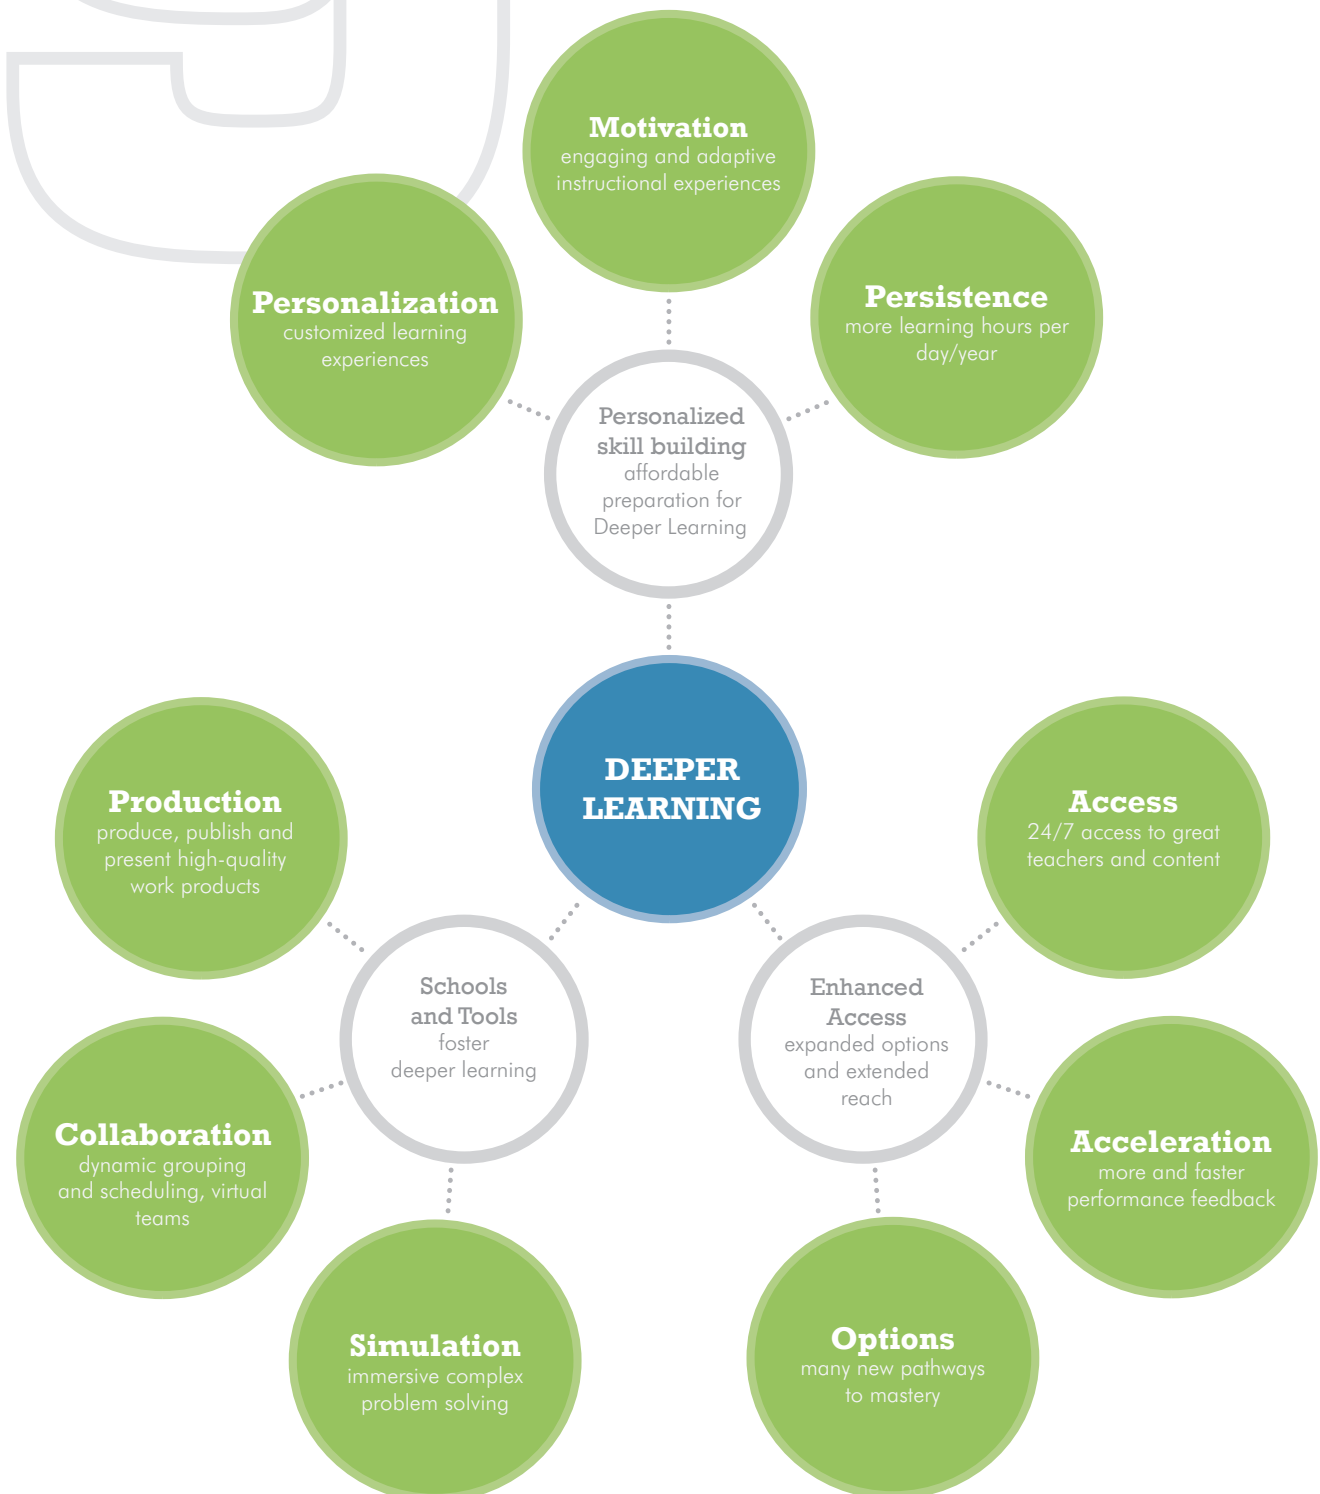 Motivation
engaging and adaptive
instructional experiences
Personalization
customized learning
experiences
Persistence
more learning hours per
day/year
Personalized
skill building
affordable
preparation for
Deeper Learning
DEEPER
LEARNING
Production
produce, publish and
present high-quality
work products
Access
24/7 access to great
teachers and content
Schools
and Tools
foster
deeper learning
Enhanced
Access
expanded options
and extended
reach
Collaboration
dynamic grouping
and scheduling, virtual
teams
Acceleration
more and faster
performance feedback
Simulation
immersive complex
problem solving
Options
many new pathways
to mastery